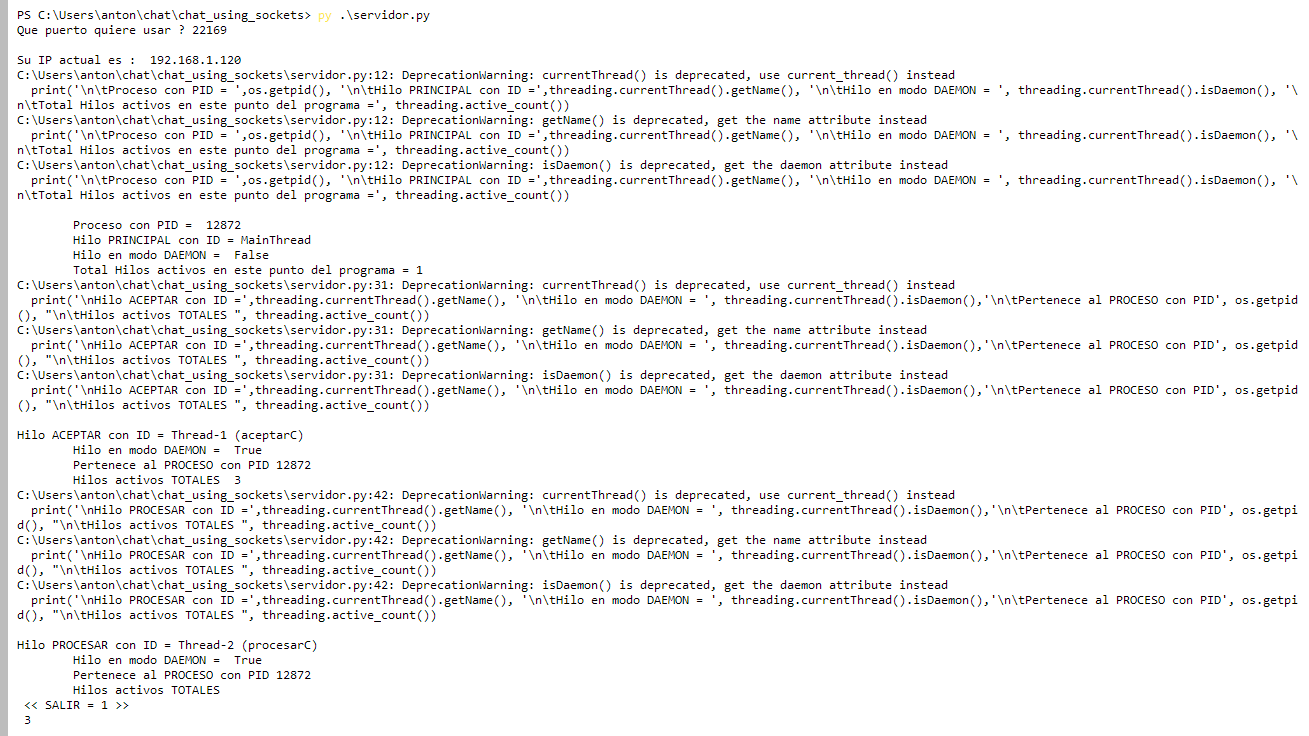 PS C:\Users\anton\chat\chat_using_sockets> py .\servidor.py
Que puerto quiere usar ? 22169
Su IP actual es :  192.168.1.120
C:\Users\anton\chat\chat_using_sockets\servidor.py:12: DeprecationWarning: currentThread() is deprecated, use current_thread() instead
  print('\n\tProceso con PID = ',os.getpid(), '\n\tHilo PRINCIPAL con ID =',threading.currentThread().getName(), '\n\tHilo en modo DAEMON = ', threading.currentThread().isDaemon(), '\
n\tTotal Hilos activos en este punto del programa =', threading.active_count())
C:\Users\anton\chat\chat_using_sockets\servidor.py:12: DeprecationWarning: getName() is deprecated, get the name attribute instead
  print('\n\tProceso con PID = ',os.getpid(), '\n\tHilo PRINCIPAL con ID =',threading.currentThread().getName(), '\n\tHilo en modo DAEMON = ', threading.currentThread().isDaemon(), '\
n\tTotal Hilos activos en este punto del programa =', threading.active_count())
C:\Users\anton\chat\chat_using_sockets\servidor.py:12: DeprecationWarning: isDaemon() is deprecated, get the daemon attribute instead
  print('\n\tProceso con PID = ',os.getpid(), '\n\tHilo PRINCIPAL con ID =',threading.currentThread().getName(), '\n\tHilo en modo DAEMON = ', threading.currentThread().isDaemon(), '\
n\tTotal Hilos activos en este punto del programa =', threading.active_count())
        Proceso con PID =  12872
        Hilo PRINCIPAL con ID = MainThread
        Hilo en modo DAEMON =  False
        Total Hilos activos en este punto del programa = 1
C:\Users\anton\chat\chat_using_sockets\servidor.py:31: DeprecationWarning: currentThread() is deprecated, use current_thread() instead
  print('\nHilo ACEPTAR con ID =',threading.currentThread().getName(), '\n\tHilo en modo DAEMON = ', threading.currentThread().isDaemon(),'\n\tPertenece al PROCESO con PID', os.getpid
(), "\n\tHilos activos TOTALES ", threading.active_count())
C:\Users\anton\chat\chat_using_sockets\servidor.py:31: DeprecationWarning: getName() is deprecated, get the name attribute instead
  print('\nHilo ACEPTAR con ID =',threading.currentThread().getName(), '\n\tHilo en modo DAEMON = ', threading.currentThread().isDaemon(),'\n\tPertenece al PROCESO con PID', os.getpid
(), "\n\tHilos activos TOTALES ", threading.active_count())
C:\Users\anton\chat\chat_using_sockets\servidor.py:31: DeprecationWarning: isDaemon() is deprecated, get the daemon attribute instead
  print('\nHilo ACEPTAR con ID =',threading.currentThread().getName(), '\n\tHilo en modo DAEMON = ', threading.currentThread().isDaemon(),'\n\tPertenece al PROCESO con PID', os.getpid
(), "\n\tHilos activos TOTALES ", threading.active_count())
Hilo ACEPTAR con ID = Thread-1 (aceptarC)
        Hilo en modo DAEMON =  True
        Pertenece al PROCESO con PID 12872
        Hilos activos TOTALES  3
C:\Users\anton\chat\chat_using_sockets\servidor.py:42: DeprecationWarning: currentThread() is deprecated, use current_thread() instead
  print('\nHilo PROCESAR con ID =',threading.currentThread().getName(), '\n\tHilo en modo DAEMON = ', threading.currentThread().isDaemon(),'\n\tPertenece al PROCESO con PID', os.getpi
d(), "\n\tHilos activos TOTALES ", threading.active_count())
C:\Users\anton\chat\chat_using_sockets\servidor.py:42: DeprecationWarning: getName() is deprecated, get the name attribute instead
  print('\nHilo PROCESAR con ID =',threading.currentThread().getName(), '\n\tHilo en modo DAEMON = ', threading.currentThread().isDaemon(),'\n\tPertenece al PROCESO con PID', os.getpi
d(), "\n\tHilos activos TOTALES ", threading.active_count())
C:\Users\anton\chat\chat_using_sockets\servidor.py:42: DeprecationWarning: isDaemon() is deprecated, get the daemon attribute instead
  print('\nHilo PROCESAR con ID =',threading.currentThread().getName(), '\n\tHilo en modo DAEMON = ', threading.currentThread().isDaemon(),'\n\tPertenece al PROCESO con PID', os.getpi
d(), "\n\tHilos activos TOTALES ", threading.active_count())
Hilo PROCESAR con ID = Thread-2 (procesarC)
        Hilo en modo DAEMON =  True
        Pertenece al PROCESO con PID 12872
        Hilos activos TOTALES
 << SALIR = 1 >>
 3